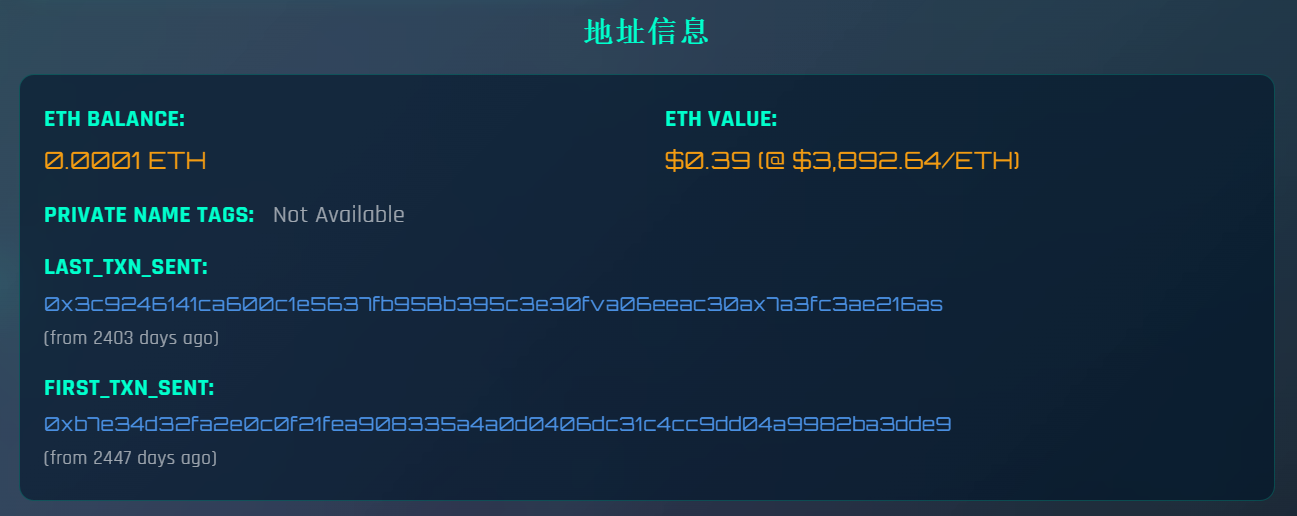 地址信息
ETH BALANCE:
0.0001 ETH
ETH VALUE:
$0.39 (@ $3,892.64/ETH)
PRIVATE NAME TAGS: Not Available
LAST_TXN_SENT:
0x3c9246141ca600c1e5637fb958b395c3e30fva06eeac30ax7a3fc3ae216as
(from 2403 days ago)
FIRST_TXN_SENT:
0xb7e34d32fa2e0c0f21fea908335a4a0d0406dc31c4cc9dd04a9982ba3dde9
(from 2447 days ago)